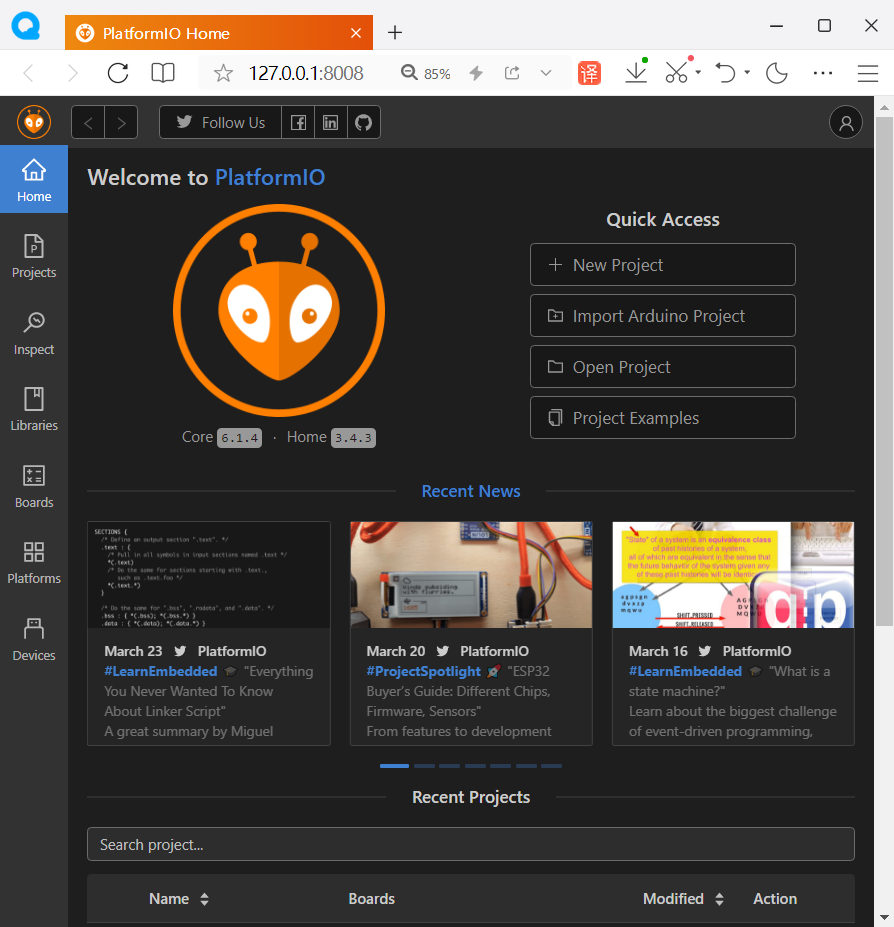 PlatformIO Home
127.0.0.1:8008
85%
译
Follow Us
Home
Projects
Inspect
Libraries
Boards
Platforms
Devices
Welcome to PlatformIO
Core 6.1.4 · Home 3.4.3
Quick Access
New Project
Import Arduino Project
Open Project
Project Examples
Recent News
SECTIONS {
/* Define an output section ".text". */
.text : {
/* Pull in all symbols in input sections named .text */
*(.text)
/* Do the same for sections starting with .text.,
such as .text.foo */
*(.text.*)
}
/* Do the same for ".bss", ".rodata", and ".data". */
.bss : { *(.bss); *(.bss.*) }
.data : { *(.data); *(.data.*) }
March 23 PlatformIO
#LearnEmbedded 🎓 "Everything
You Never Wanted To Know
About Linker Script"
A great summary by Miguel
with flurries.
March 20 PlatformIO
#ProjectSpotlight 🚀 "ESP32
Buyer's Guide: Different Chips,
Firmware, Sensors"
From features to development
"State" of a system is an equivalence class
of past histories of a system,
all of which are equivalent in the sense that
the future behavior of the system given any
of these past histories will be identic
SHIFT_PRESSED
SHIFT_RELEASED
March 16 PlatformIO
#LearnEmbedded 🎓 "What is a
state machine?"
Learn about the biggest challenge
of event-driven programming,
Recent Projects
Search project...
Name Boards Modified Action